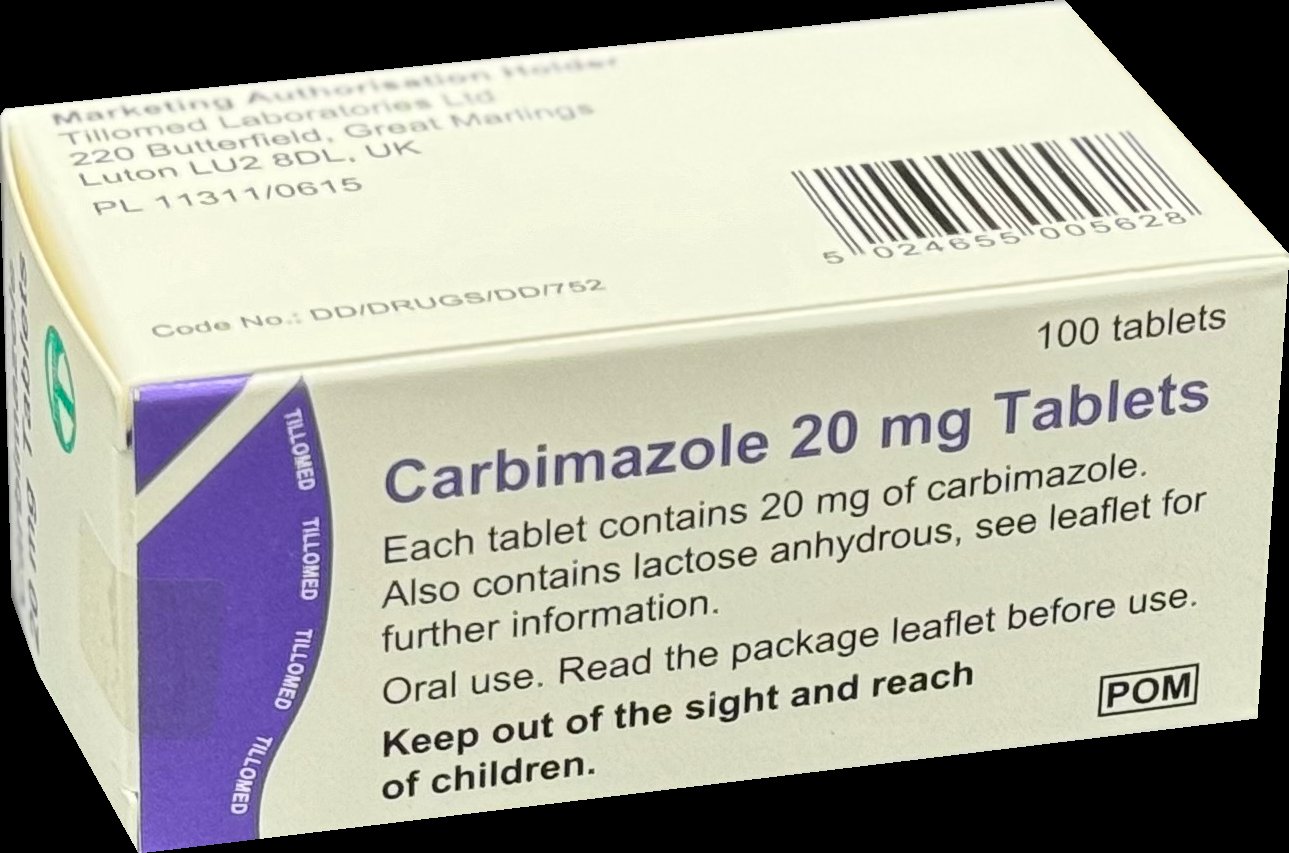 Marketing Authorisation Holder
Tillomed Laboratories Ltd
220 Butterfield, Great Marlings
Luton LU2 8DL, UK
PL 11311/0615
5 024655 005628
Code No.: DD/DRUGS/DD/752
100 tablets
Carbimazole 20 mg Tablets
Each tablet contains 20 mg of carbimazole.
Also contains lactose anhydrous, see leaflet for
further information.
Oral use. Read the package leaflet before use.
Keep out of the sight and reach
of children.
POM
TILLOMED
TILLOMED
TILLOMED
TILLOMED
20 mg Tablets